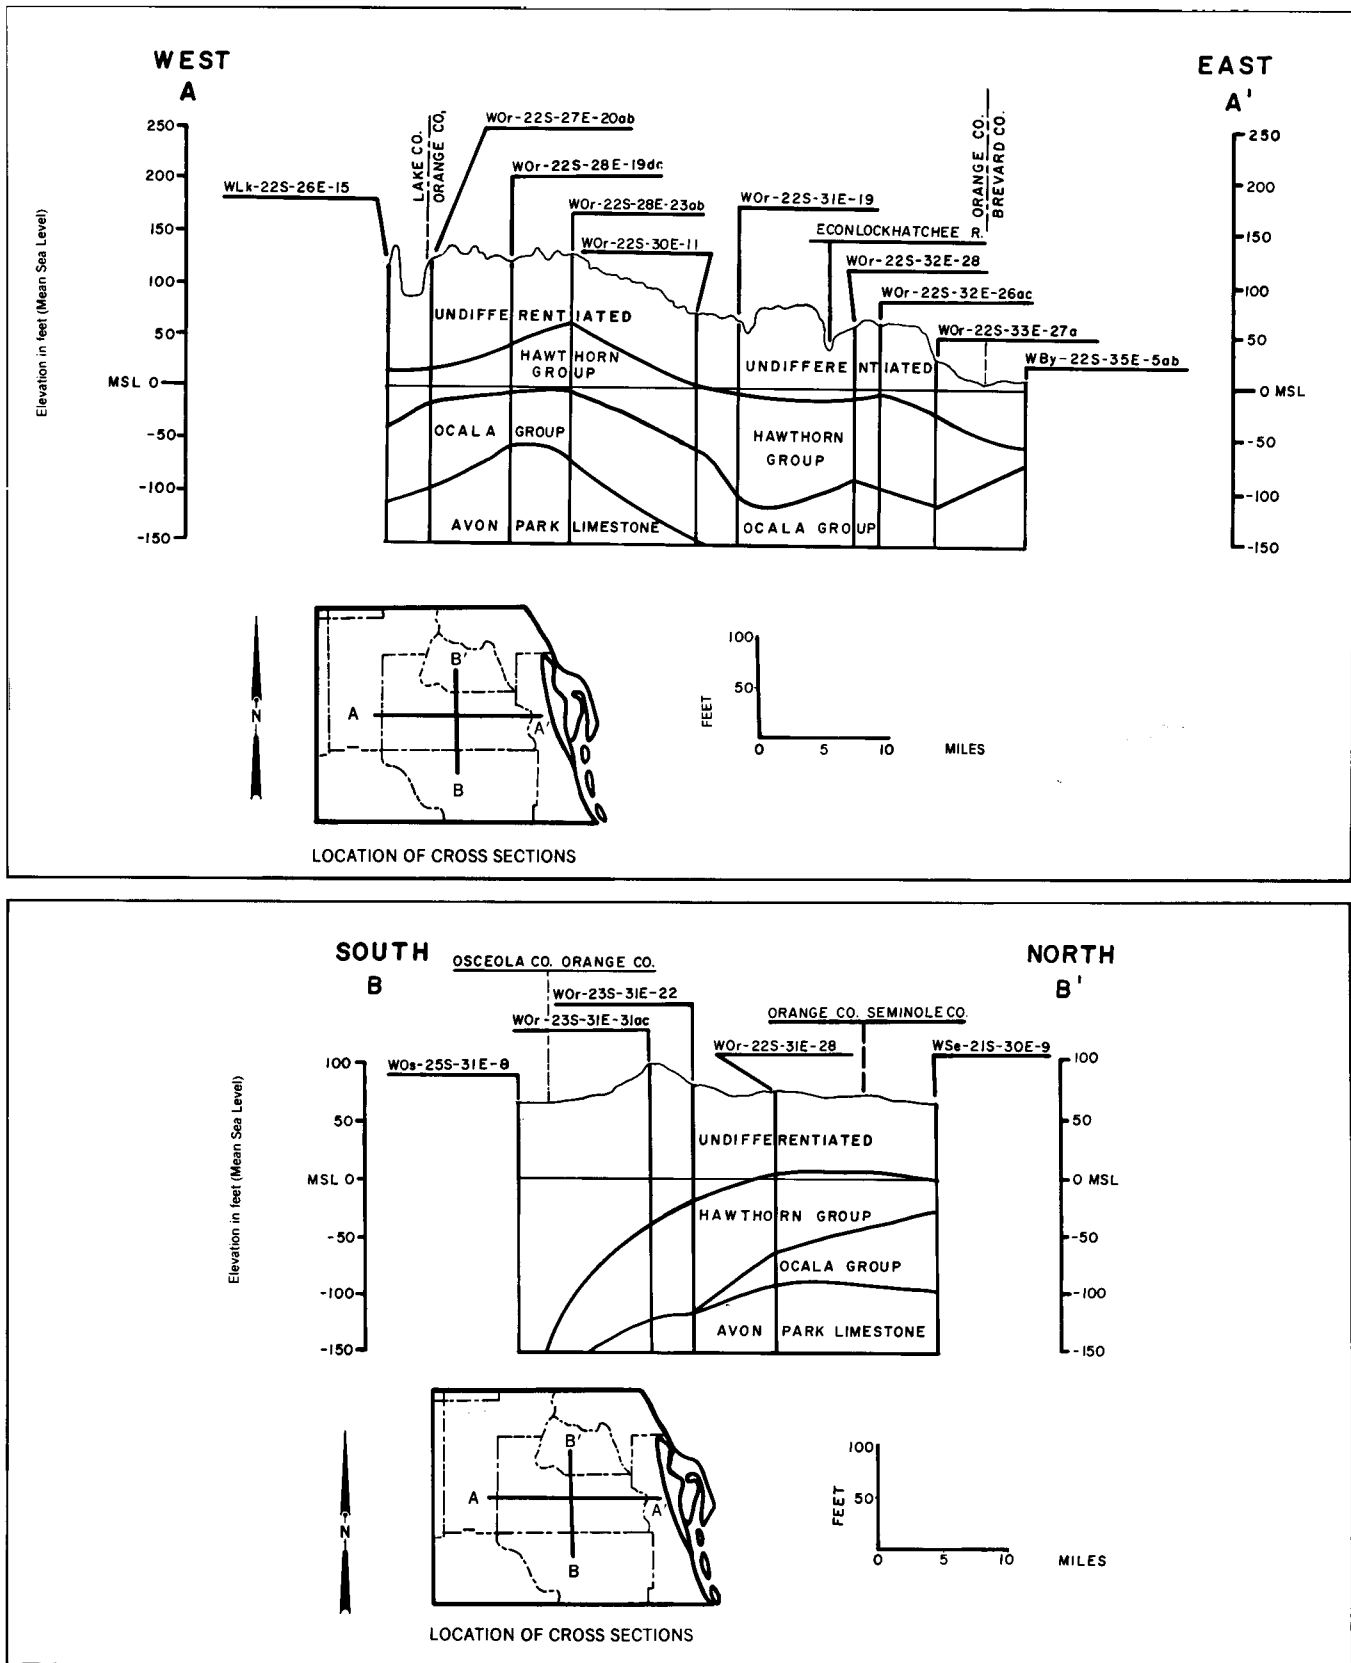 WEST
A
EAST
A'
250
200
150
100
50
MSL 0
-50
-100
-150
Elevation in feet (Mean Sea Level)
LAKE CO.
ORANGE CO.
WOr-22S-27E-20ab
WOr-22S-28E-19dc
WLk-22S-26E-15
WOr-22S-28E-23ab
WOr-22S-30E-11
WOr-22S-31E-19
ECONLOCKHATCHEE R.
ORANGE CO.
BREVARD CO.
WOr-22S-32E-28
WOr-22S-32E-26ac
WOr-22S-33E-27a
WBy-22S-35E-5ab
250
200
150
100
50
0 MSL
-50
-100
-150
UNDIFFERENTIATED
HAWTHORN
GROUP
OCALA GROUP
AVON PARK LIMESTONE
UNDIFFERENTIATED
HAWTHORN
GROUP
OCALA GROUP
N
B'
A
A'
B
LOCATION OF CROSS SECTIONS
100
50
FEET
0 5 10 MILES
SOUTH
B
NORTH
B'
OSCEOLA CO. ORANGE CO.
WOr-23S-31E-22
WOr-23S-31E-31ac
ORANGE CO. SEMINOLE CO.
WOr-22S-31E-28
WSe-21S-30E-9
WOs-25S-31E-8
100
50
MSL 0
-50
-100
-150
Elevation in feet (Mean Sea Level)
100
50
0 MSL
-50
-100
-150
UNDIFFERENTIATED
HAWTHORN GROUP
OCALA GROUP
AVON PARK LIMESTONE
N
B'
A
A'
B
LOCATION OF CROSS SECTIONS
100
50
FEET
0 5 10 MILES